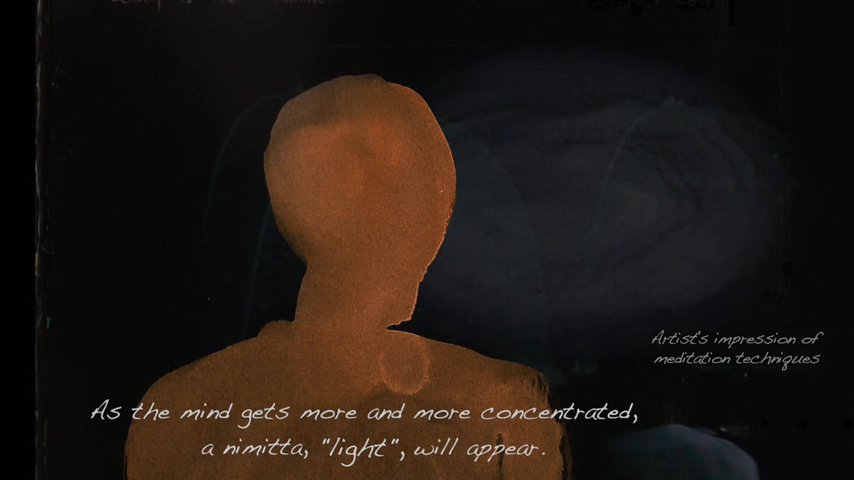 Artist's impression of
meditation techniques
As the mind gets more and more concentrated,
a nimitta, "light", will appear.